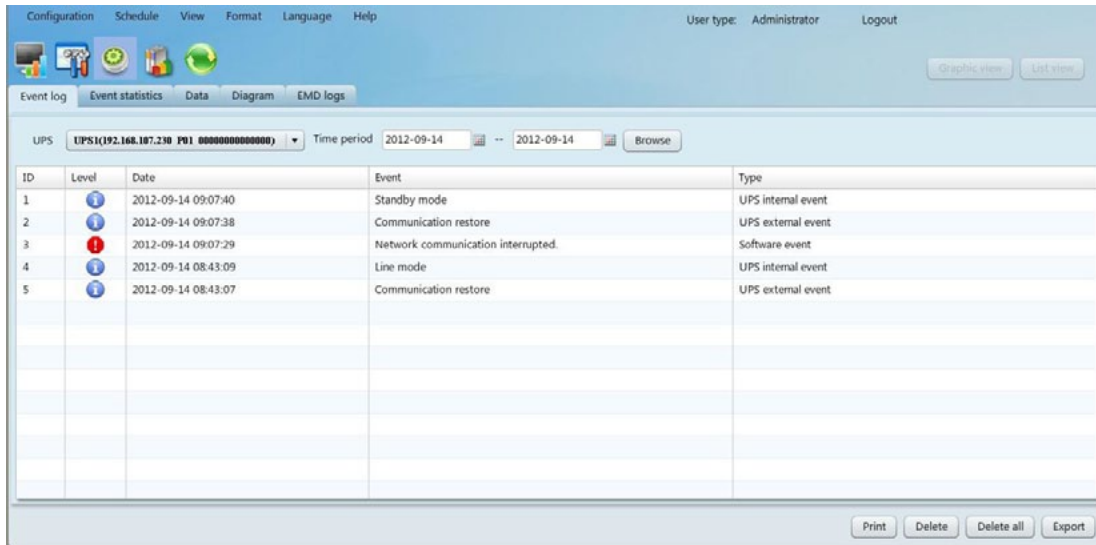 Configuration Schedule View Format Language Help User type: Administrator Logout
Graphic view List view
Event log Event statistics Data Diagram EMD logs
UPS UPS1(192.168.107.230 P01 00000000000000) Time period 2012-09-14 -- 2012-09-14 Browse
ID Level Date Event Type
1 2012-09-14 09:07:40 Standby mode UPS internal event
2 2012-09-14 09:07:38 Communication restore UPS external event
3 2012-09-14 09:07:29 Network communication interrupted. Software event
4 2012-09-14 08:43:09 Line mode UPS internal event
5 2012-09-14 08:43:07 Communication restore UPS external event
Print Delete Delete all Export